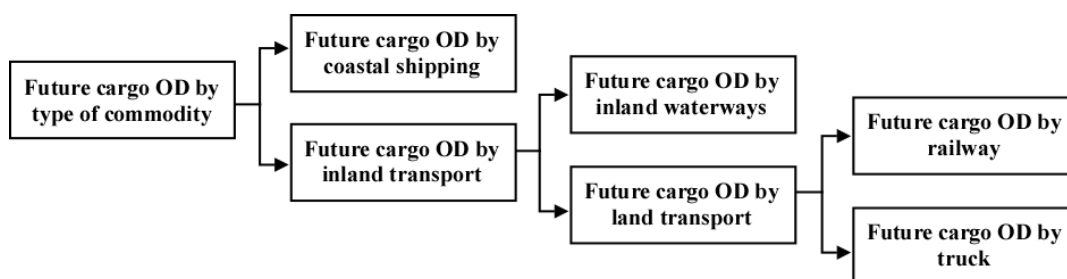 Future cargo OD by
type of commodity
Future cargo OD by
coastal shipping
Future cargo OD by
inland transport
Future cargo OD by
inland waterways
Future cargo OD by
land transport
Future cargo OD by
railway
Future cargo OD by
truck